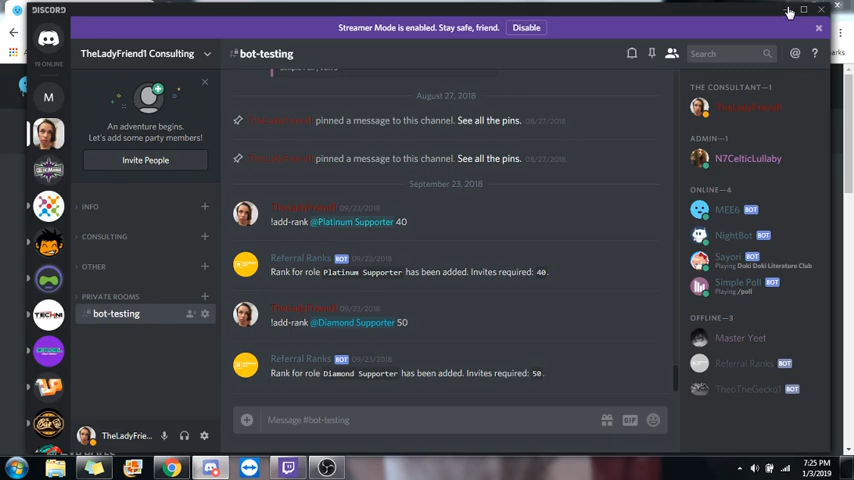 DISCORD
Streamer Mode is enabled. Stay safe, friend.
Disable
19 ONLINE
TheLadyFriend1 Consulting
#bot-testing
Search
M
An adventure begins.
Let's add some party members!
Invite People
INFO
CONSULTING
OTHER
PRIVATE ROOMS
#bot-testing
TheLadyFrie...
August 27, 2018
TheLadyFriend1 pinned a message to this channel. See all the pins. 08/27/2018
TheLadyFriend1 pinned a message to this channel. See all the pins. 08/27/2018
September 23, 2018
TheLadyFriend1 09/23/2018
!add-rank @Platinum Supporter 40
Referral Ranks BOT 09/23/2018
Rank for role Platinum Supporter has been added. Invites required: 40.
TheLadyFriend1 09/23/2018
!add-rank @Diamond Supporter 50
Referral Ranks BOT 09/23/2018
Rank for role Diamond Supporter has been added. Invites required: 50.
Message #bot-testing
GIF
THE CONSULTANT—1
TheLadyFriend1
ADMIN—1
N7CelticLullaby
ONLINE—4
MEE6 BOT
NightBot BOT
Sayori BOT
Playing Doki Doki Literature Club
Simple Poll BOT
Playing /poll
OFFLINE—3
Master Yeet
Referral Ranks BOT
TheoTheGecko1 BOT
7:25 PM
1/3/2019